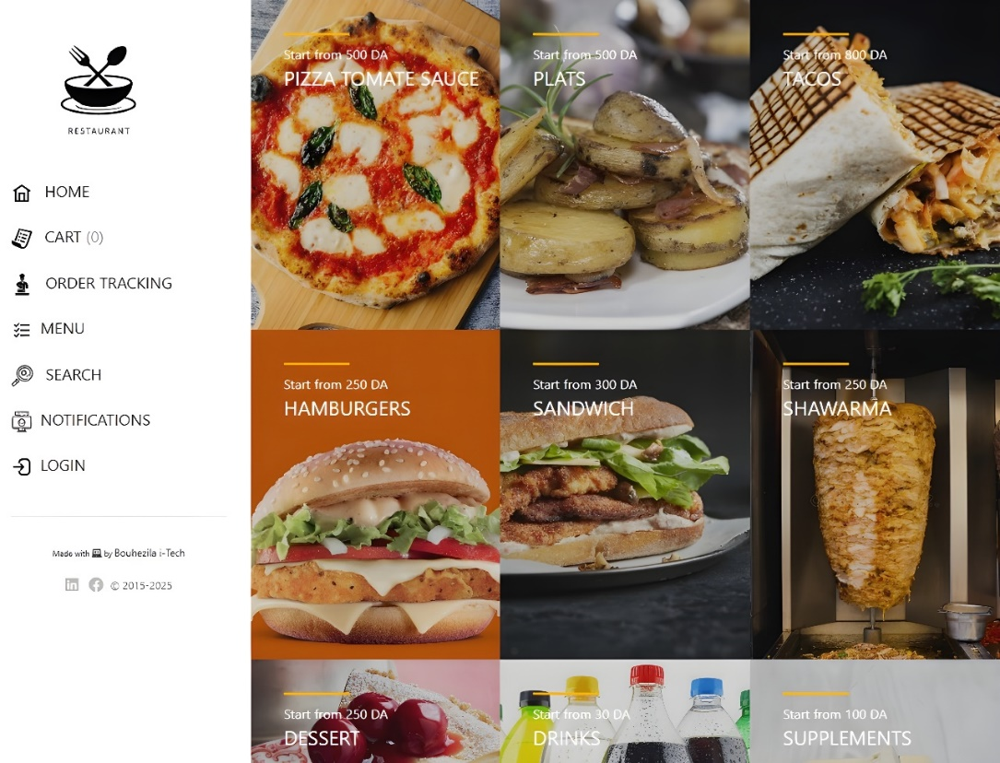 RESTAURANT
HOME
CART (0)
ORDER TRACKING
MENU
SEARCH
NOTIFICATIONS
LOGIN
Made with by Bouhezila i-Tech
© 2015-2025
Start from 500 DA
PIZZA TOMATE SAUCE
Start from 500 DA
PLATS
Start from 800 DA
TACOS
Start from 250 DA
HAMBURGERS
Start from 300 DA
SANDWICH
Start from 250 DA
SHAWARMA
Start from 250 DA
DESSERT
Start from 30 DA
DRINKS
Start from 100 DA
SUPPLEMENTS